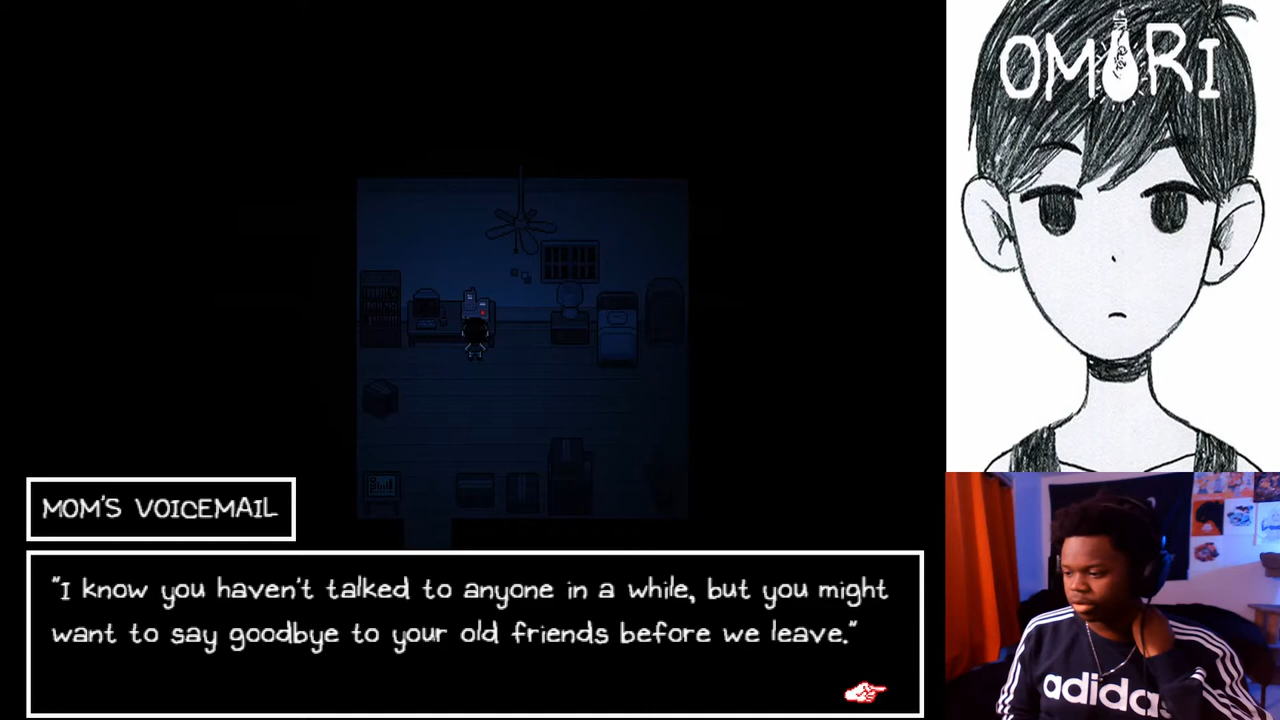 OMORI
MOM'S VOICEMAIL
"I know you haven't talked to anyone in a while, but you might
want to say goodbye to your old friends before we leave."
adidas